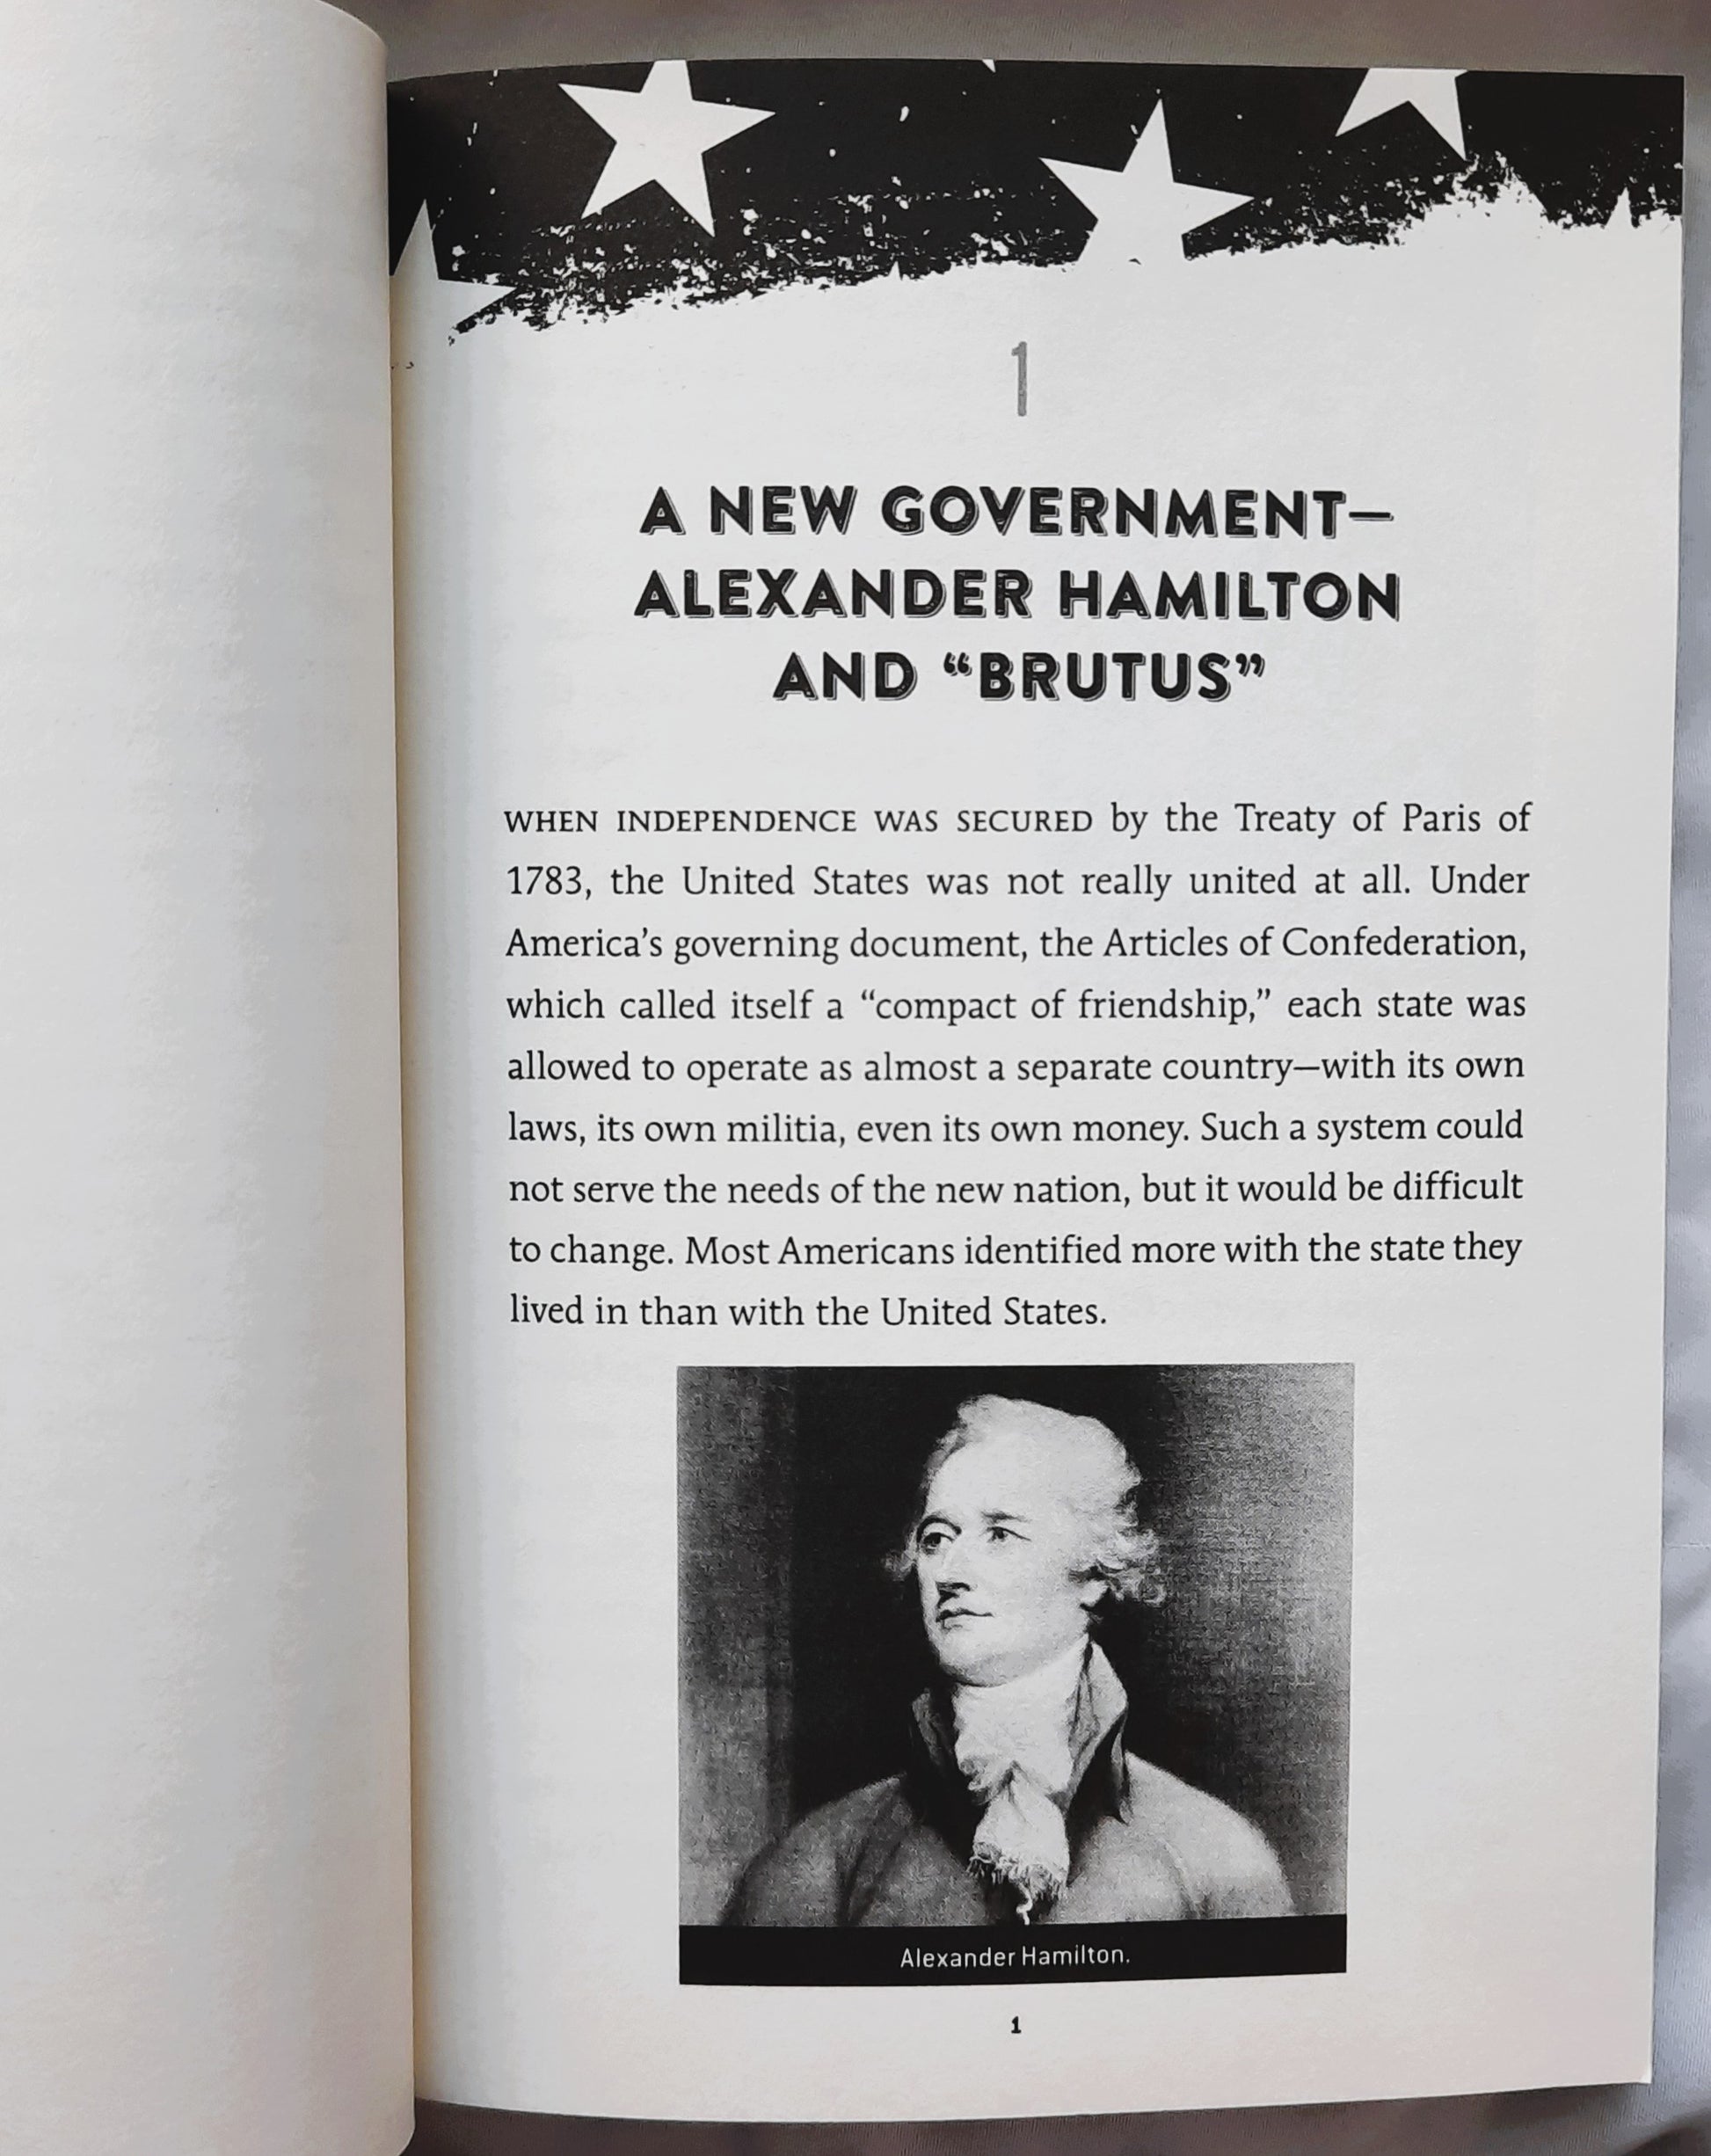 1
A NEW GOVERNMENT—
ALEXANDER HAMILTON
AND “BRUTUS”
WHEN INDEPENDENCE WAS SECURED by the Treaty of Paris of
1783, the United States was not really united at all. Under
America’s governing document, the Articles of Confederation,
which called itself a “compact of friendship,” each state was
allowed to operate as almost a separate country—with its own
laws, its own militia, even its own money. Such a system could
not serve the needs of the new nation, but it would be difficult
to change. Most Americans identified more with the state they
lived in than with the United States.
Alexander Hamilton.
1